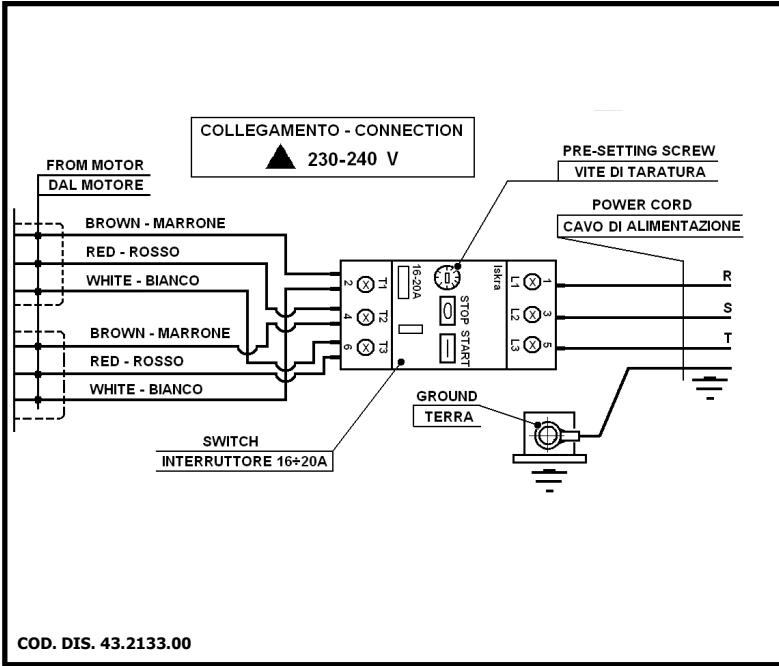 COLLEGAMENTO - CONNECTION
230-240 V
FROM MOTOR
DAL MOTORE
PRE-SETTING SCREW
VITE DI TARATURA
POWER CORD
CAVO DI ALIMENTAZIONE
BROWN - MARRONE
RED - ROSSO
WHITE - BIANCO
BROWN - MARRONE
RED - ROSSO
WHITE - BIANCO
2 T1
4 T2
6 T3
16-20A
STOP
START
Iskra
L1 1
L2 3
L3 5
R
S
T
GROUND
TERRA
SWITCH
INTERRUTTORE 16÷20A
COD. DIS. 43.2133.00